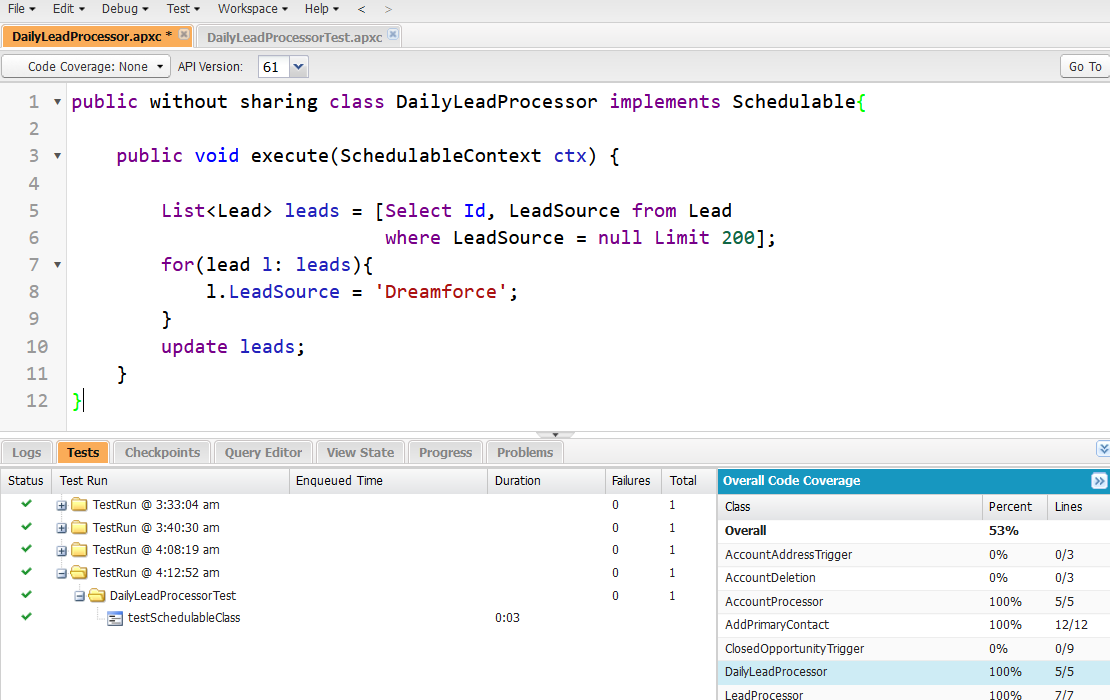 File Edit Debug Test Workspace Help < >
DailyLeadProcessor.apxc * DailyLeadProcessorTest.apxc
Code Coverage: None API Version: 61 Go To
1 public without sharing class DailyLeadProcessor implements Schedulable{
2
3 public void execute(SchedulableContext ctx) {
4
5 List<Lead> leads = [Select Id, LeadSource from Lead
6 where LeadSource = null Limit 200];
7 for(lead l: leads){
8 l.LeadSource = 'Dreamforce';
9 }
10 update leads;
11 }
12 }
Logs Tests Checkpoints Query Editor View State Progress Problems
Status Test Run Enqueued Time Duration Failures Total
TestRun @ 3:33:04 am 0 1
TestRun @ 3:40:30 am 0 1
TestRun @ 4:08:19 am 0 1
TestRun @ 4:12:52 am 0 1
DailyLeadProcessorTest 0 1
testSchedulableClass 0:03
Overall Code Coverage
Class Percent Lines
Overall 53%
AccountAddressTrigger 0% 0/3
AccountDeletion 0% 0/3
AccountProcessor 100% 5/5
AddPrimaryContact 100% 12/12
ClosedOpportunityTrigger 0% 0/9
DailyLeadProcessor 100% 5/5
LeadProcessor 100% 7/7